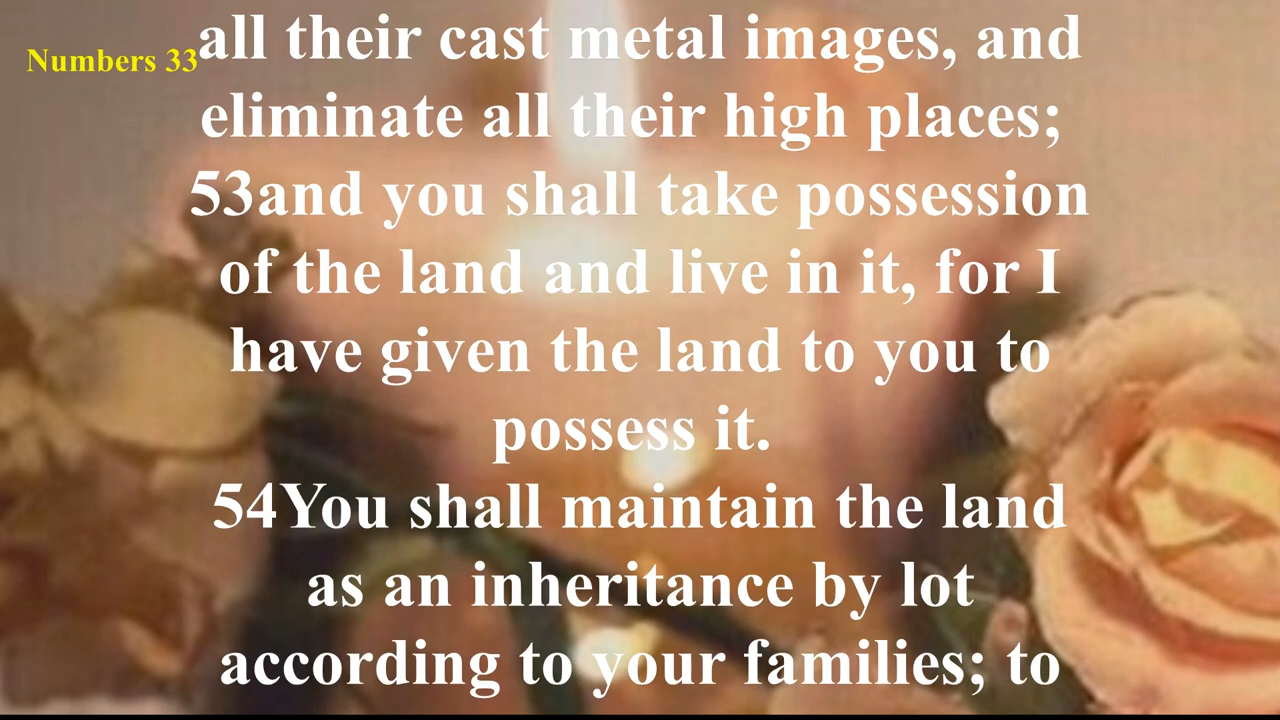 Numbers 33
all their cast metal images, and
eliminate all their high places;
53and you shall take possession
of the land and live in it, for I
have given the land to you to
possess it.
54You shall maintain the land
as an inheritance by lot
according to your families; to